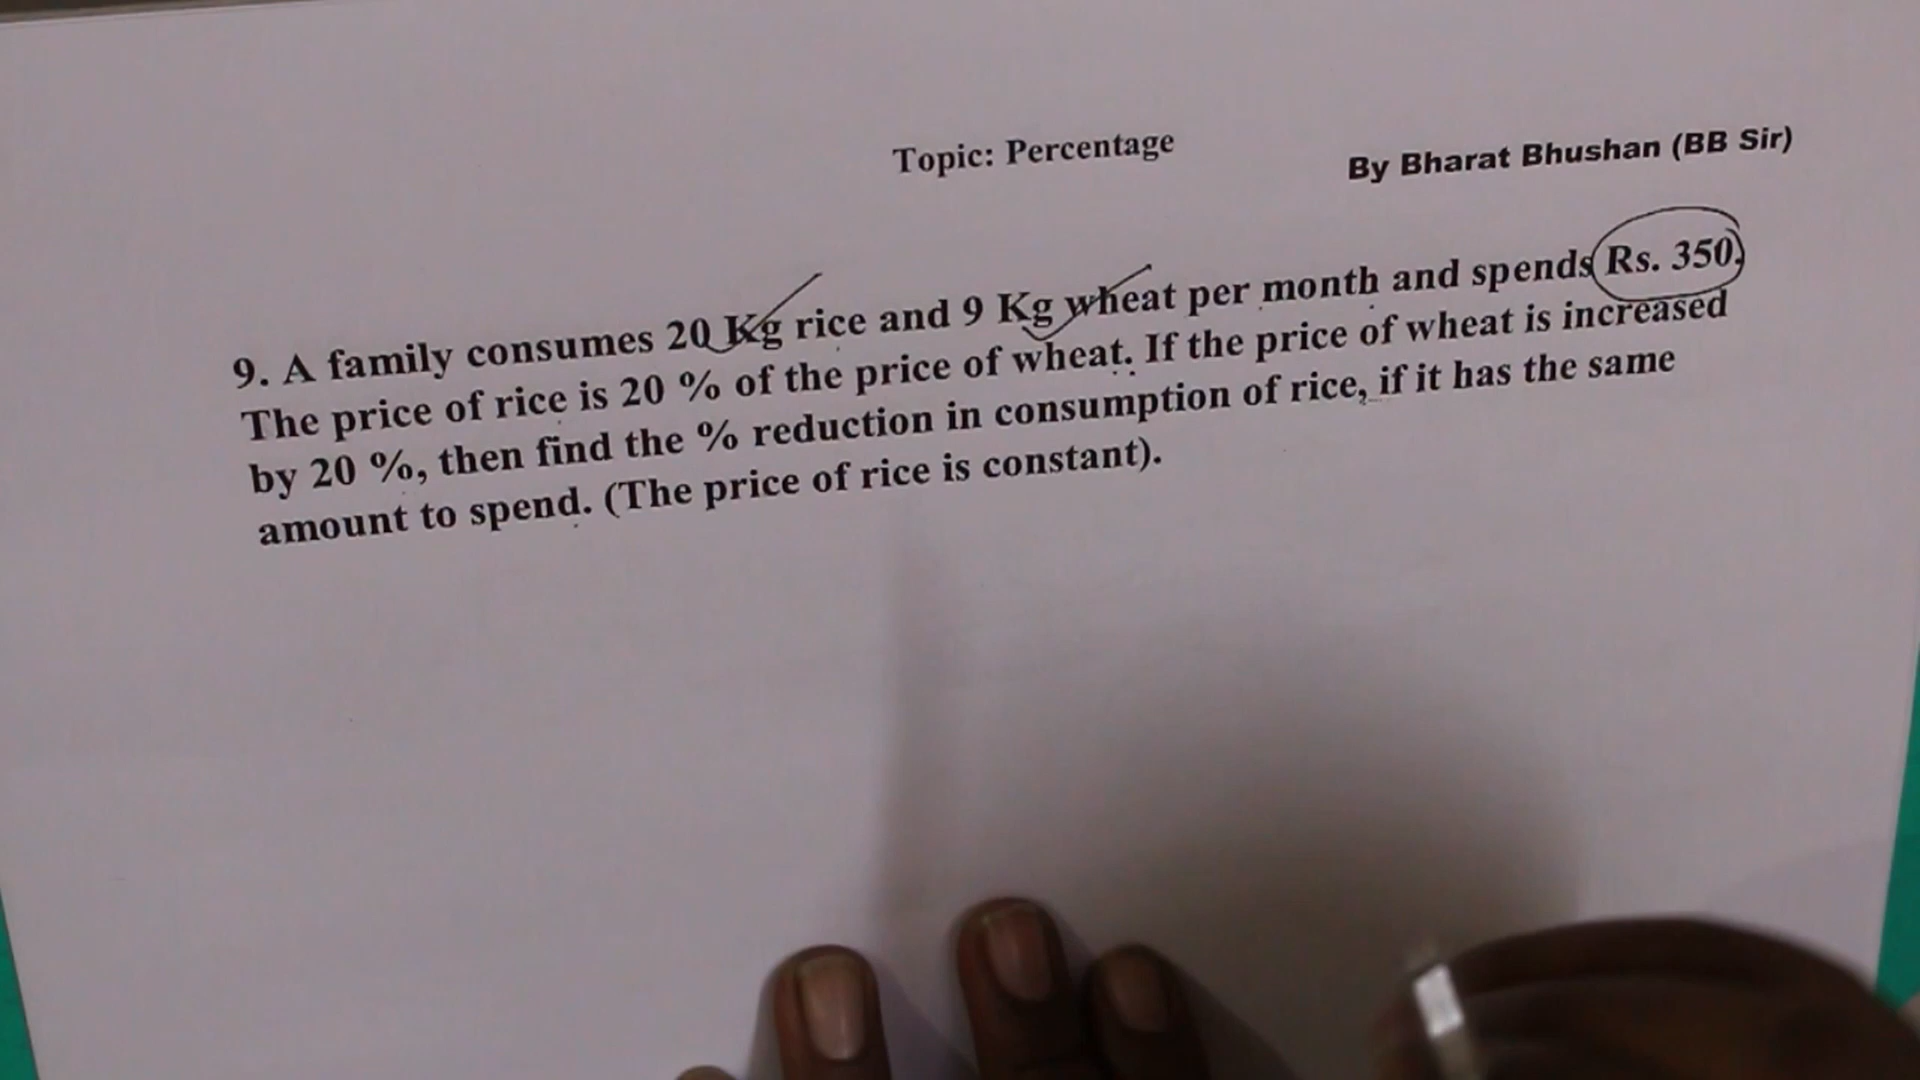 Topic: Percentage
By Bharat Bhushan (BB Sir)
9. A family consumes 20 Kg rice and 9 Kg wheat per month and spends Rs. 350.
The price of rice is 20 % of the price of wheat. If the price of wheat is increased
by 20 %, then find the % reduction in consumption of rice, if it has the same
amount to spend. (The price of rice is constant).